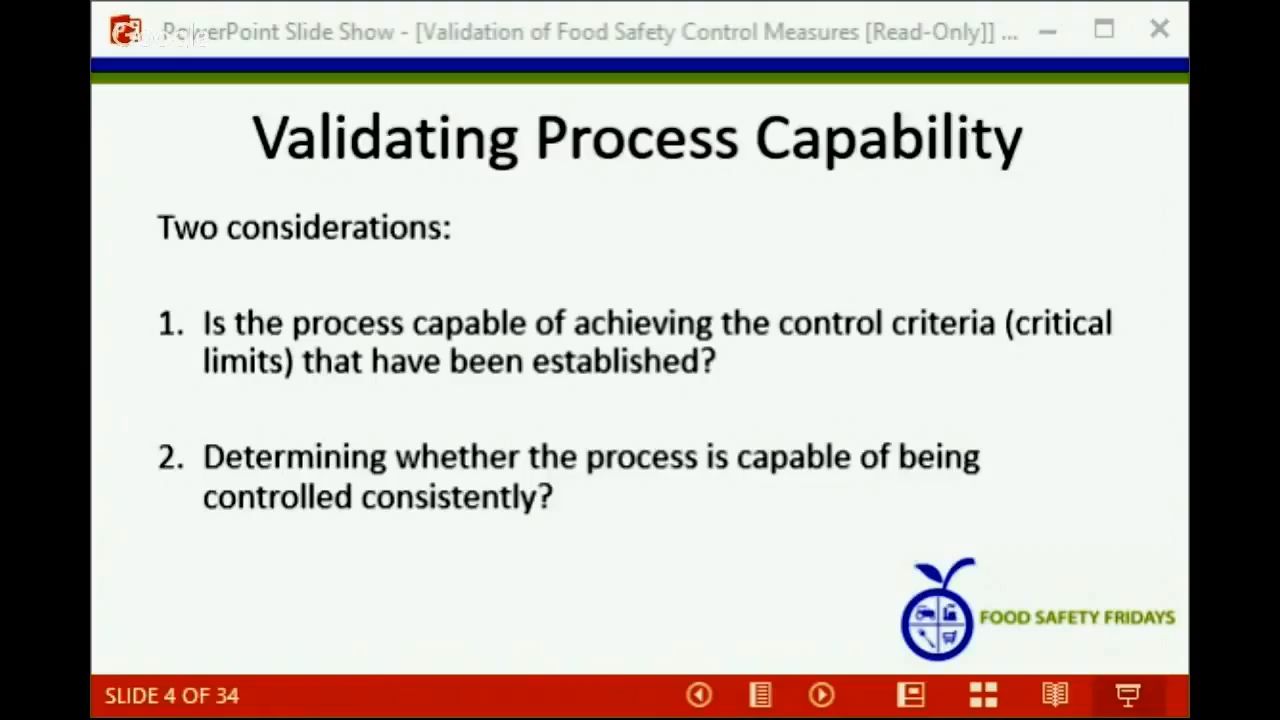 PowerPoint Slide Show - [Validation of Food Safety Control Measures [Read-Only]] ...
Google
Validating Process Capability
Two considerations:
1. Is the process capable of achieving the control criteria (critical
limits) that have been established?
2. Determining whether the process is capable of being
controlled consistently?
FOOD SAFETY FRIDAYS
SLIDE 4 OF 34